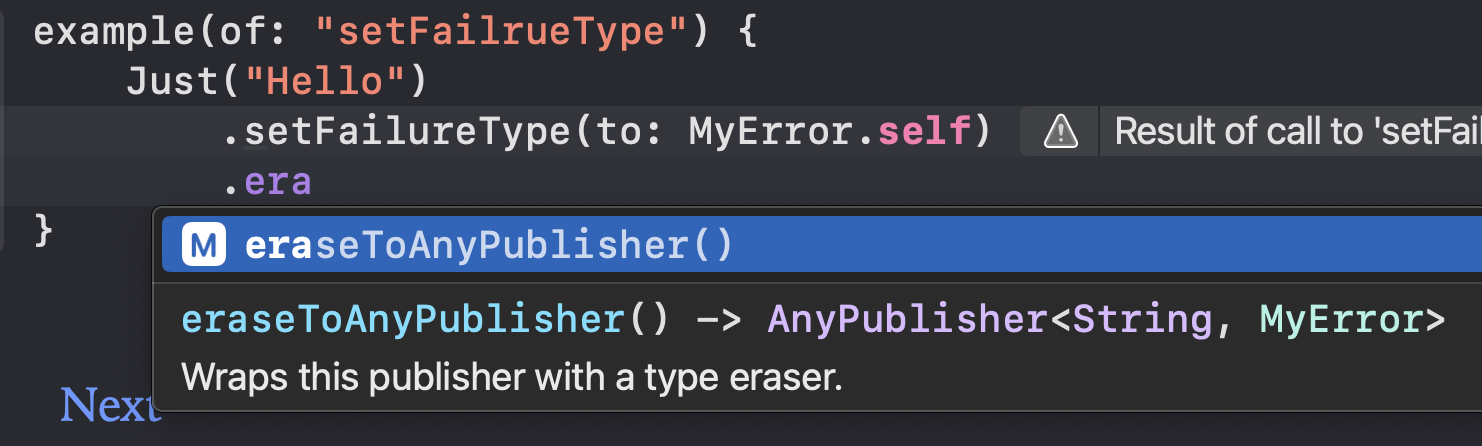 example(of: "setFailrueType") {
Just("Hello")
.setFailureType(to: MyError.self) Result of call to 'setFail
.era
}
M eraseToAnyPublisher()
eraseToAnyPublisher() -> AnyPublisher<String, MyError>
Wraps this publisher with a type eraser.
Next